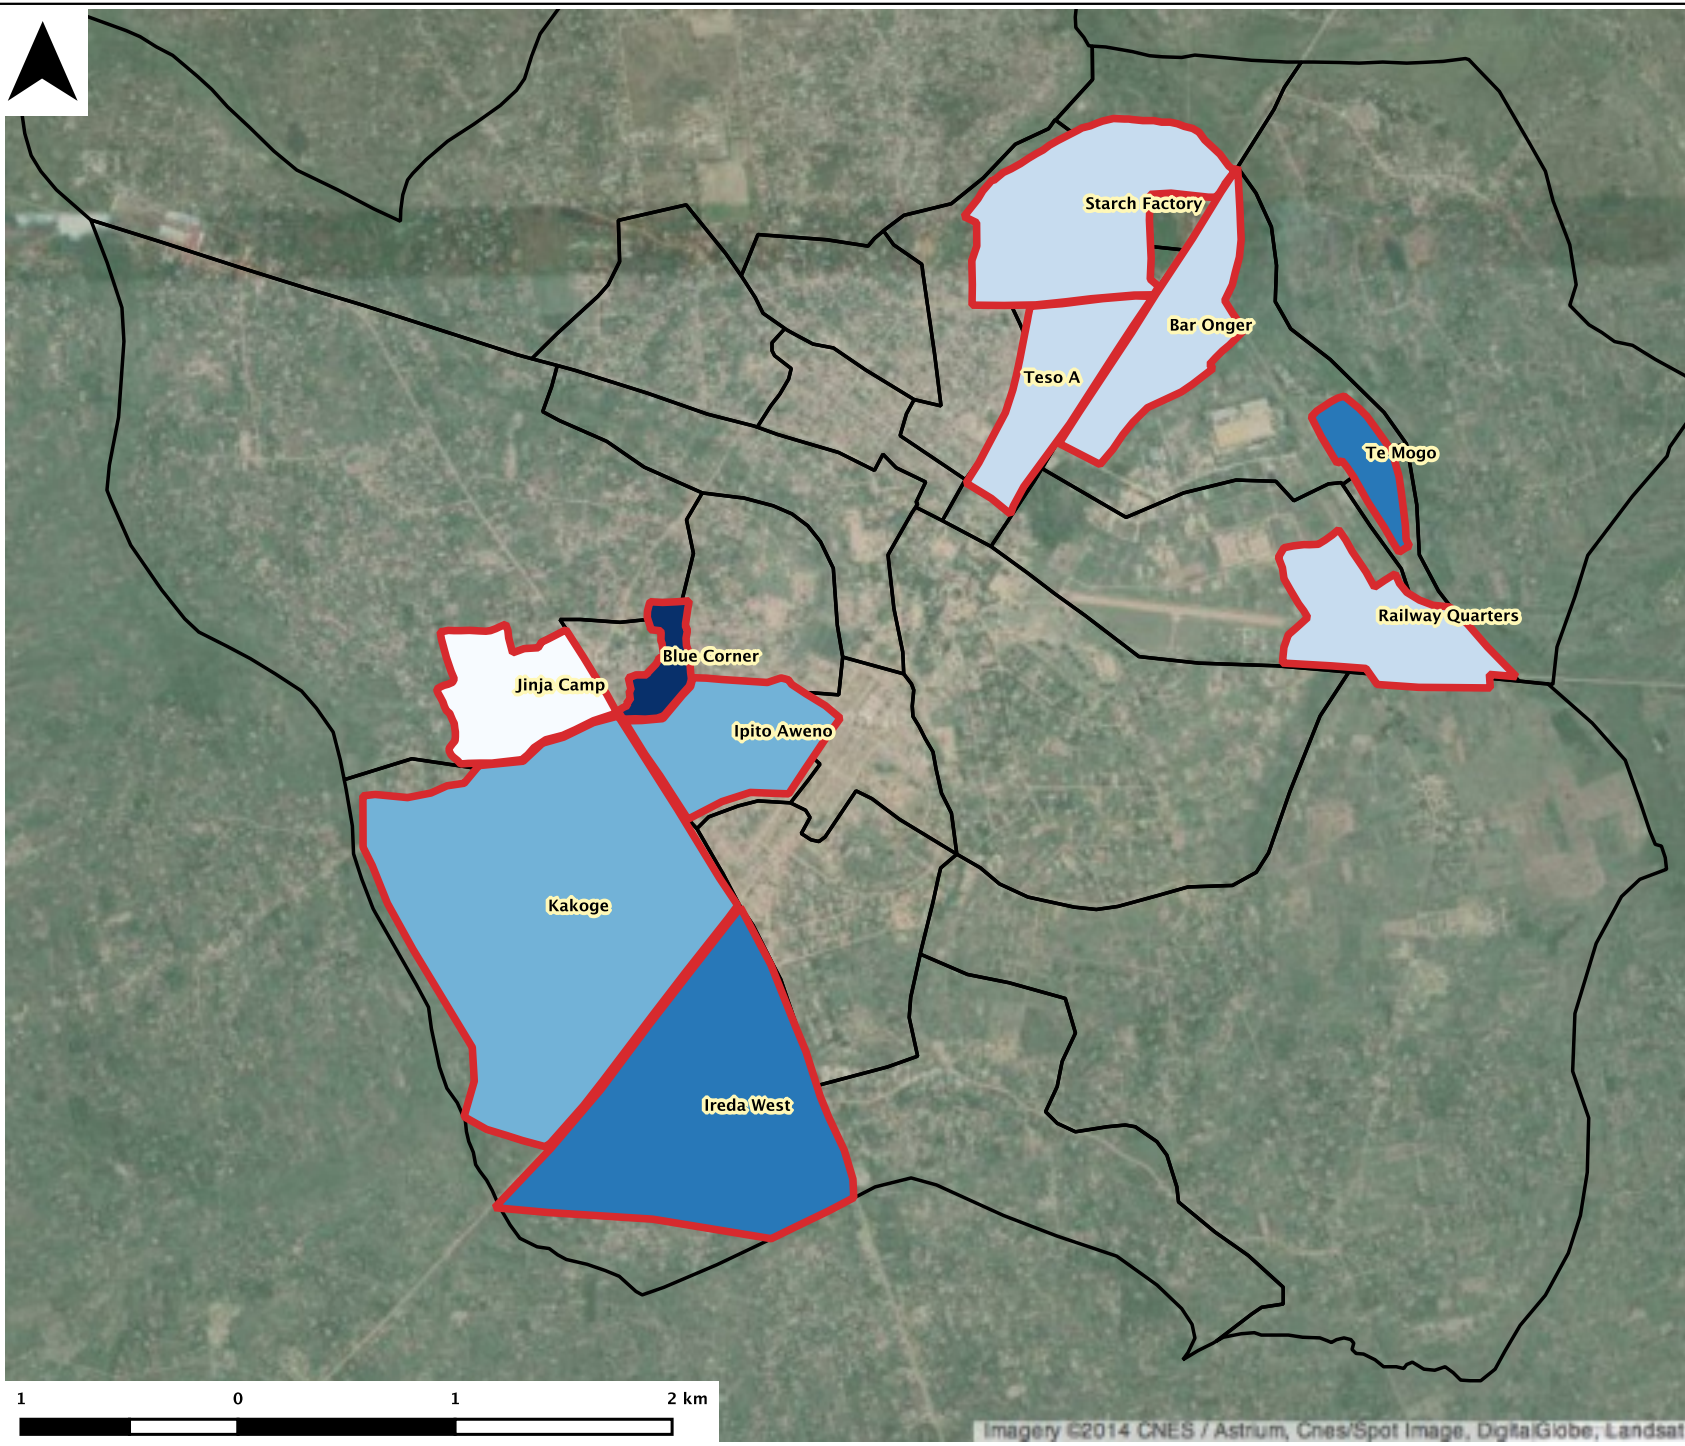 Starch Factory
Bar Onger
Teso A
Te Mogo
Railway Quarters
Blue Corner
Jinja Camp
Ipito Aweno
Kakoge
Ireda West
1 0 1 2 km
Imagery ©2014 CNES / Astrium, Cnes/Spot Image, DigitalGlobe, Landsat